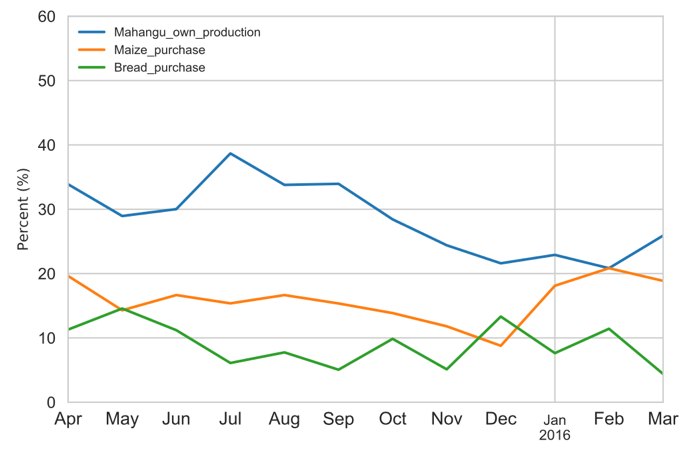 60
50
40
30
20
10
0
Percent (%)
Mahangu_own_production
Maize_purchase
Bread_purchase
Apr May Jun Jul Aug Sep Oct Nov Dec Jan Feb Mar
2016